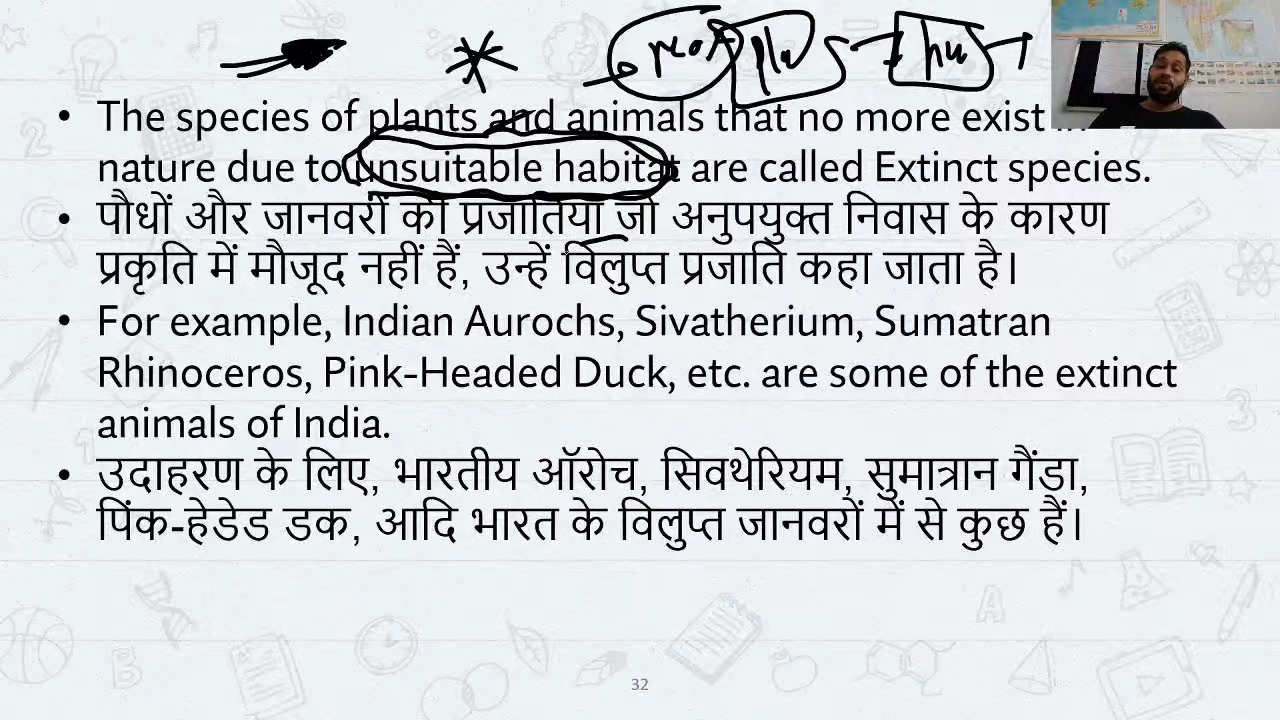 • The species of plants and animals that no more exist in
nature due to unsuitable habitat are called Extinct species.
• पौधों और जानवरों की प्रजातियां जो अनुपयुक्त निवास के कारण
प्रकृति में मौजूद नहीं हैं, उन्हें विलुप्त प्रजाति कहा जाता है।
• For example, Indian Aurochs, Sivatherium, Sumatran
Rhinoceros, Pink-Headed Duck, etc. are some of the extinct
animals of India.
• उदाहरण के लिए, भारतीय ऑरोच, सिवथेरियम, सुमात्रान गैंडा,
पिंक-हेडेड डक, आदि भारत के विलुप्त जानवरों में से कुछ हैं।
32